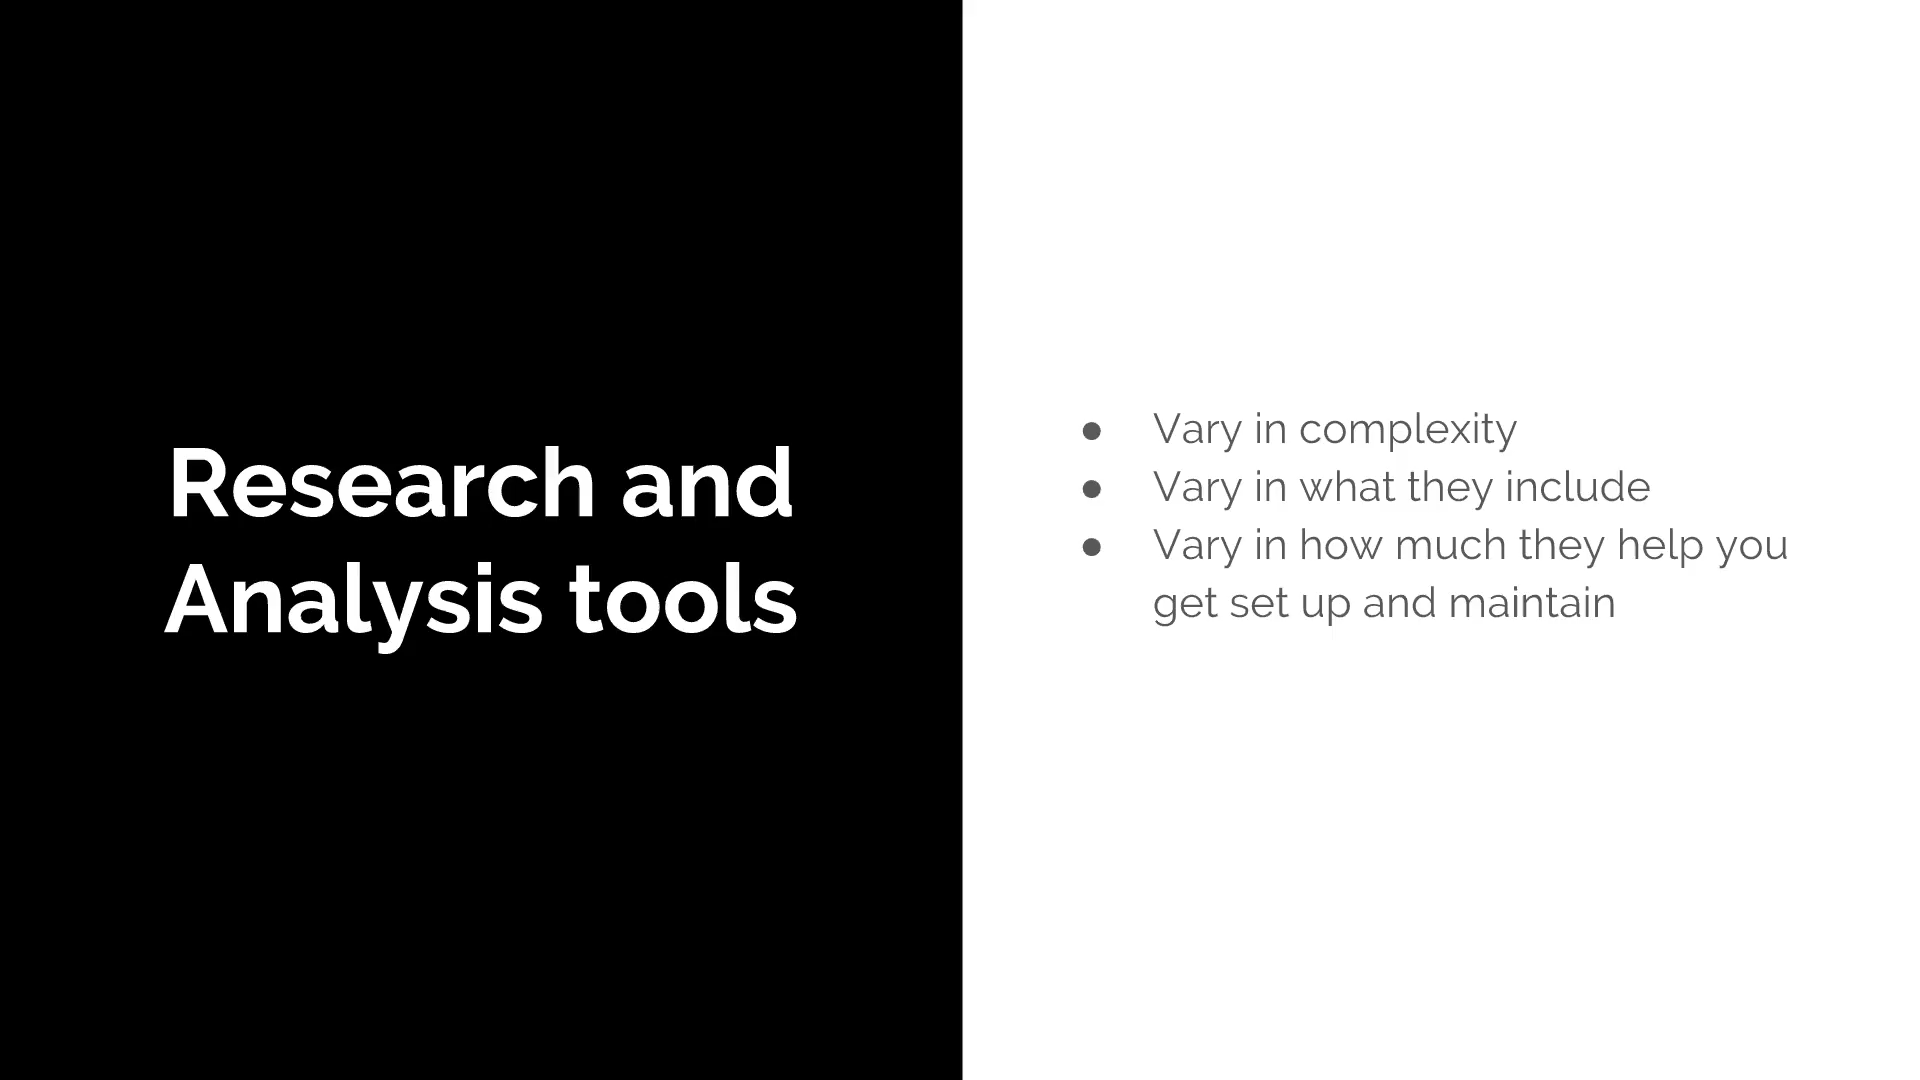 Research and
Analysis tools
● Vary in complexity
● Vary in what they include
● Vary in how much they help you
get set up and maintain